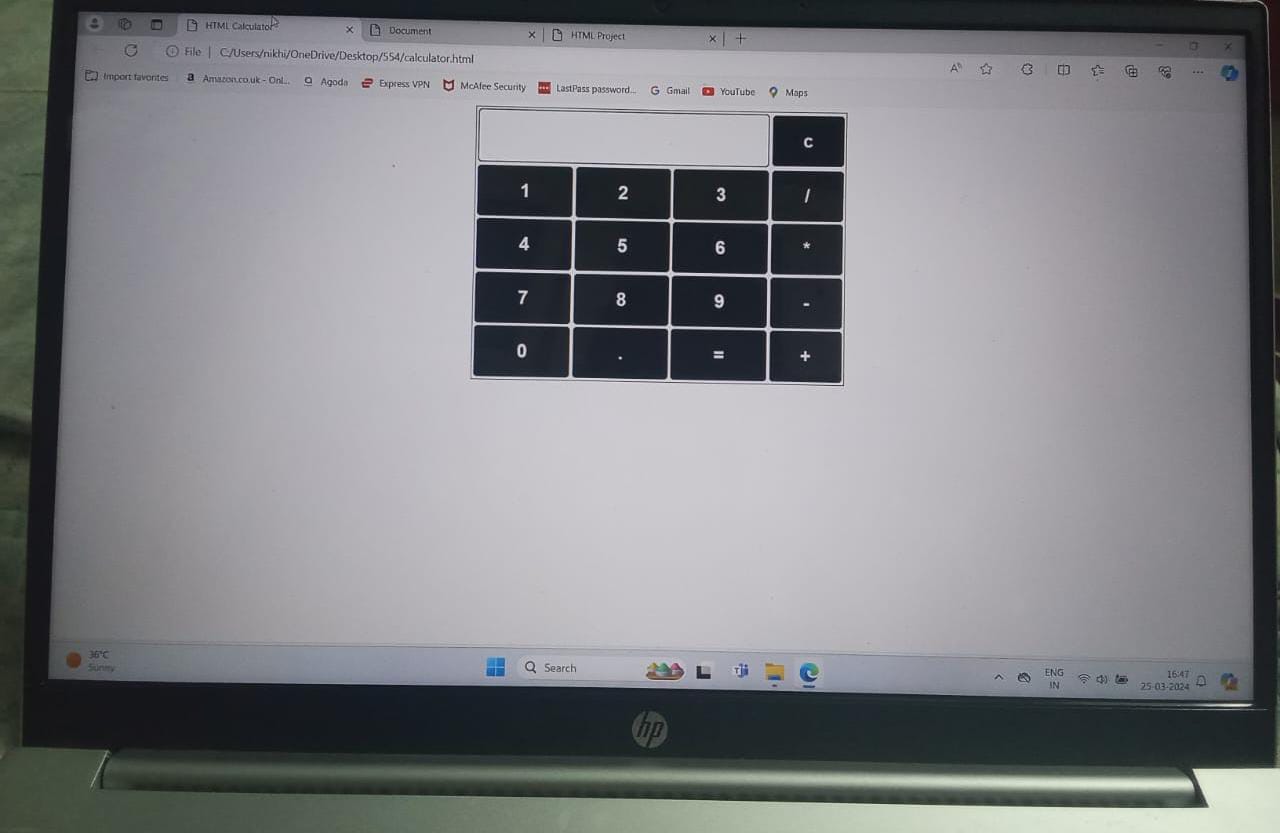 HTML Calculator
Document
HTML Project
File | C:/Users/nikhi/OneDrive/Desktop/554/calculator.html
Import favorites
Amazon.co.uk - Onl...
Agoda
Express VPN
McAfee Security
LastPass password...
Gmail
YouTube
Maps
C
1 2 3 /
4 5 6 *
7 8 9 -
0 . = +
36°C
Sunny
Search
ENG
IN
16:47
25-03-2024
hp